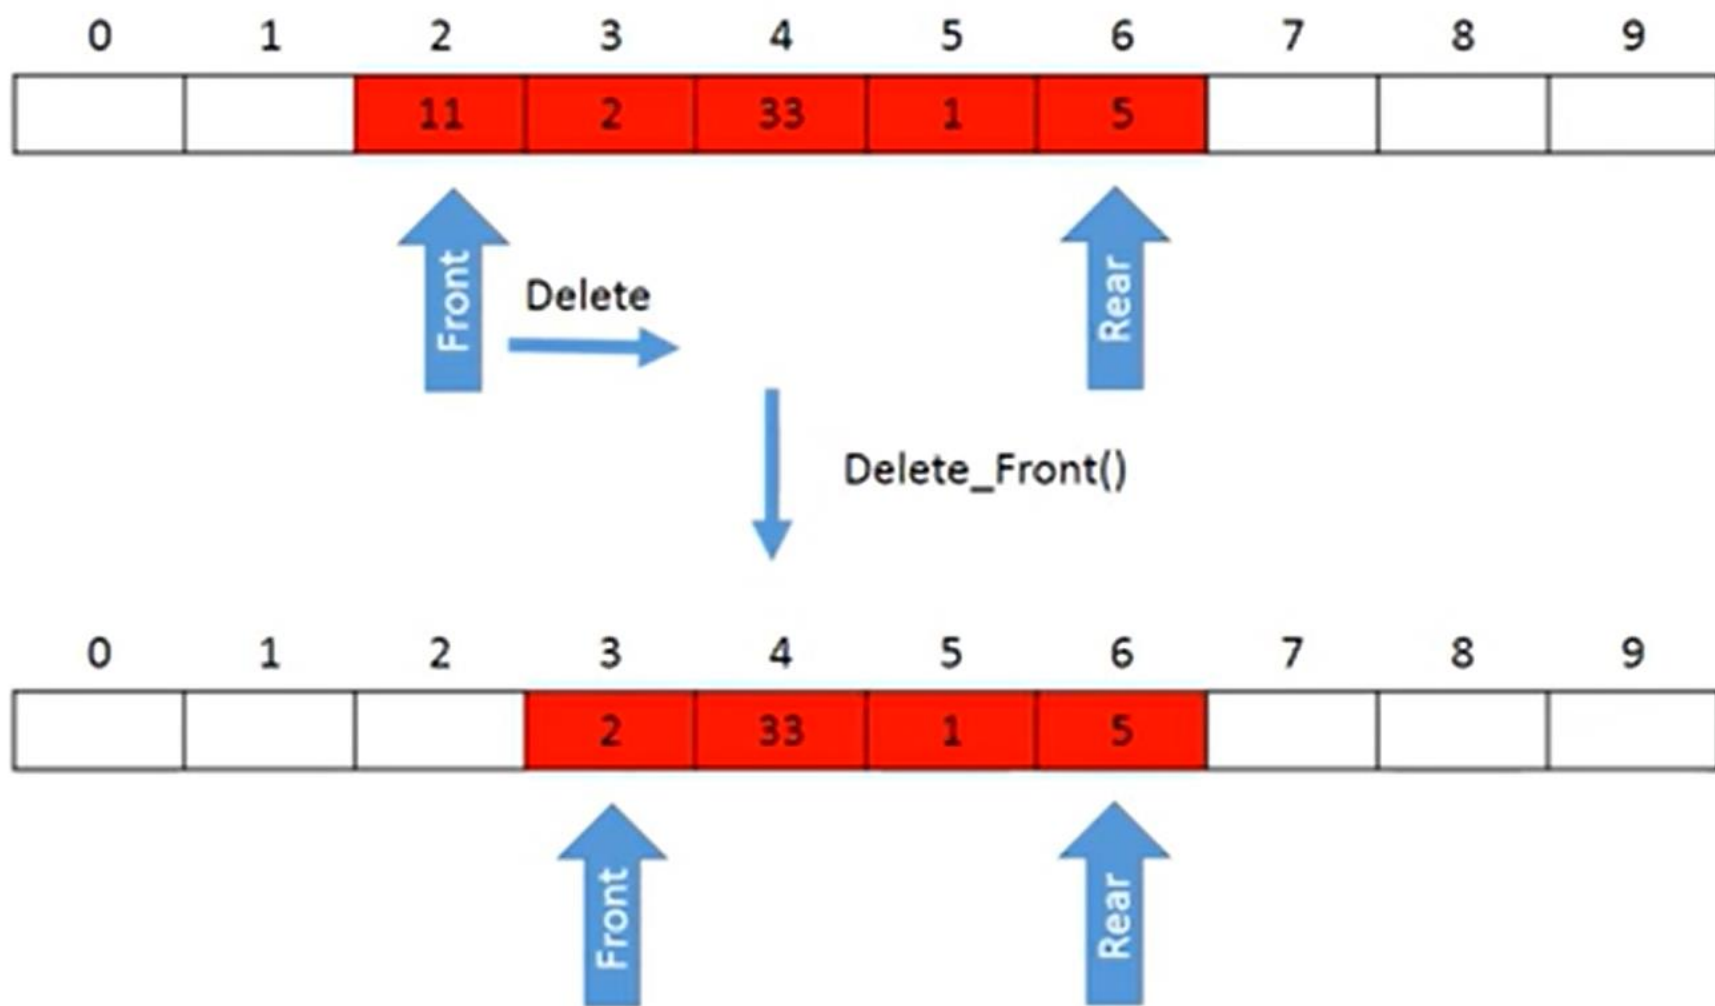 0 1 2 3 4 5 6 7 8 9
11 2 33 1 5
Front
Delete
Rear
Delete_Front()
0 1 2 3 4 5 6 7 8 9
2 33 1 5
Front
Rear